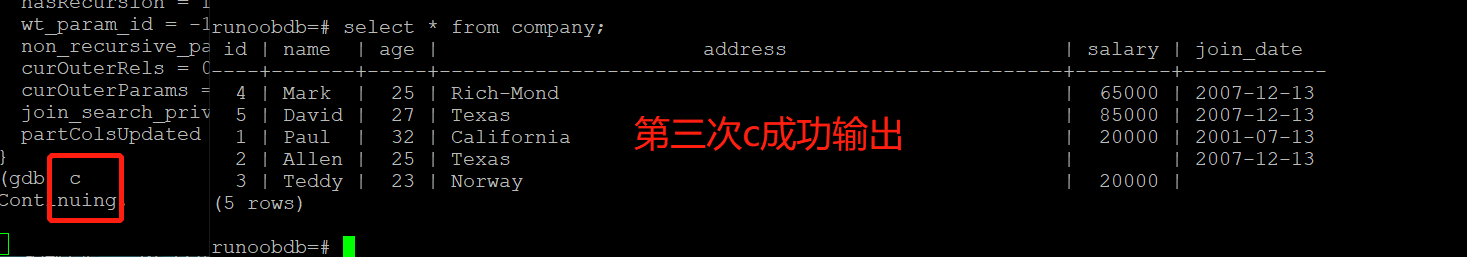 hasRecursion = 1
wt_param_id = -1
non_recursive_pa
curOuterRels = 0
curOuterParams =
join_search_priv
partColsUpdated
}
(gdb) c
Continuing.
runoobdb=# select * from company;
id | name | age | address | salary | join_date
----+-------+-----+----------------------------------------------------+--------+------------
4 | Mark | 25 | Rich-Mond | 65000 | 2007-12-13
5 | David | 27 | Texas | 85000 | 2007-12-13
1 | Paul | 32 | California | 20000 | 2001-07-13
2 | Allen | 25 | Texas | | 2007-12-13
3 | Teddy | 23 | Norway | 20000 |
(5 rows)
runoobdb=#
第三次c成功输出